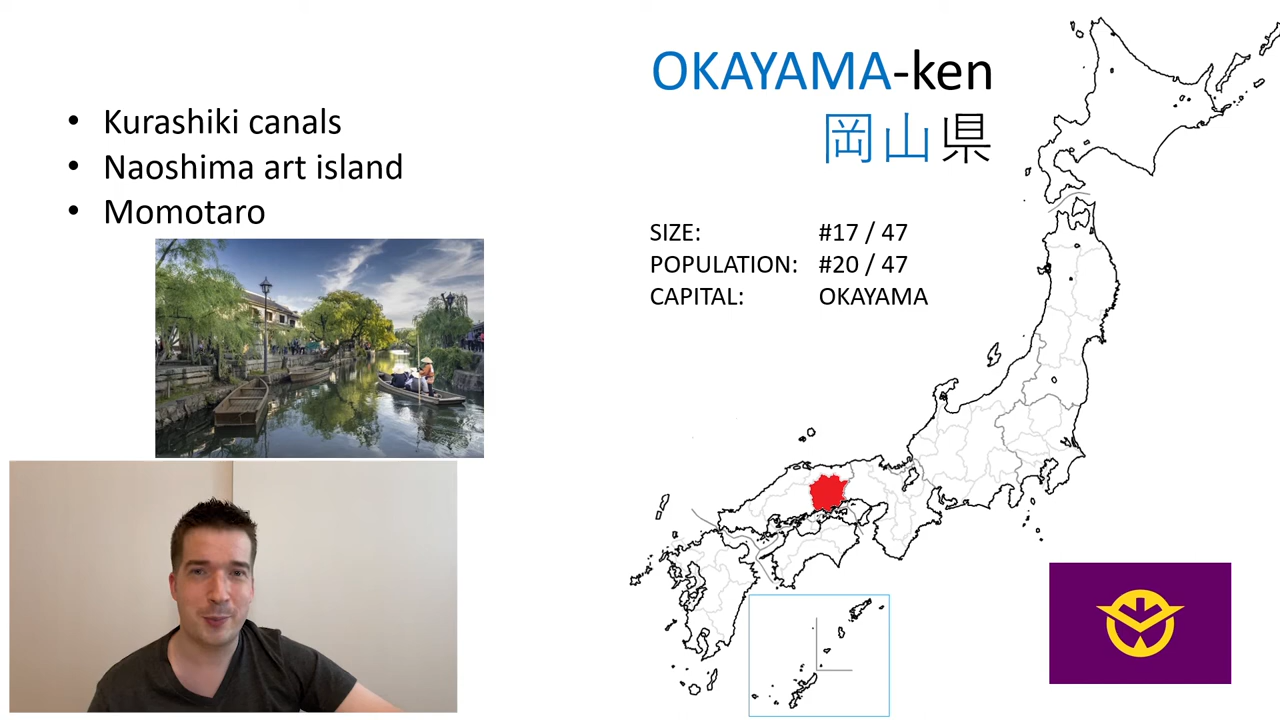 OKAYAMA-ken
岡山県
• Kurashiki canals
• Naoshima art island
• Momotaro
SIZE: #17 / 47
POPULATION: #20 / 47
CAPITAL: OKAYAMA